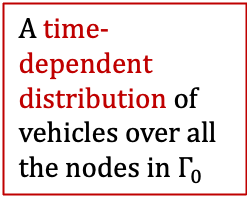 A time-
dependent
distribution of
vehicles over all
the nodes in Γ₀